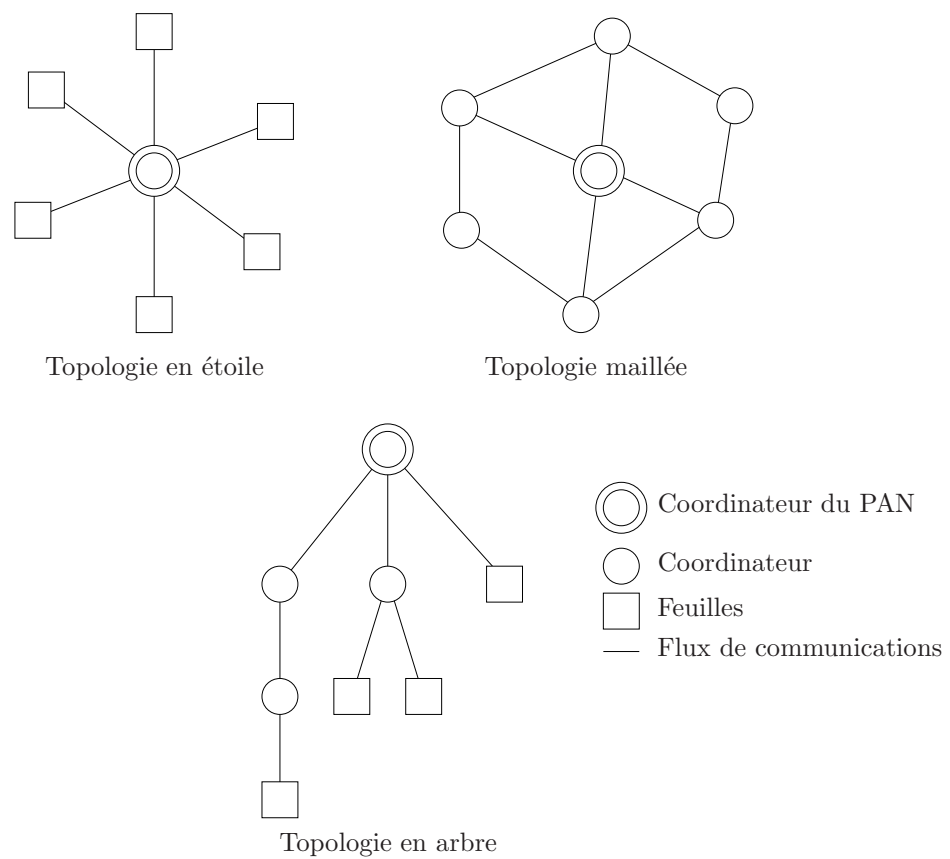 Topologie en étoile
Topologie maillée
Coordinateur du PAN
Coordinateur
Feuilles
Flux de communications
Topologie en arbre